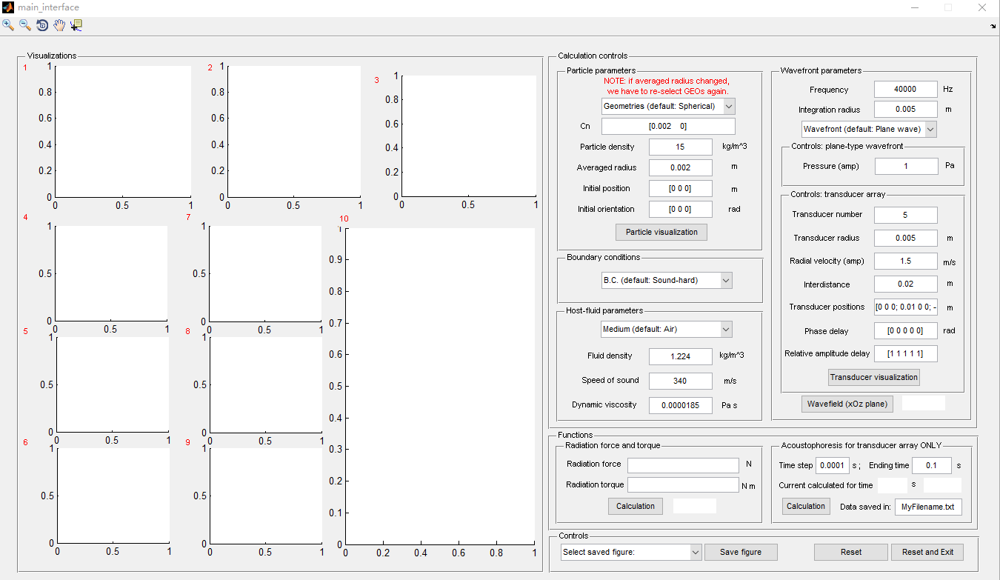 main_interface
Visualizations
1
1
0.8
0.6
0.4
0.2
0
0 0.5 1
2
1
0.8
0.6
0.4
0.2
0
0 0.5 1
3
1
0.8
0.6
0.4
0.2
0
0 0.5 1
4
1
0.5
0
0 0.5 1
7
1
0.5
0
0 0.5 1
5
1
0.5
0
0 0.5 1
8
1
0.5
0
0 0.5 1
6
1
0.5
0
0 0.5 1
9
1
0.5
0
0 0.5 1
10
1
0.9
0.8
0.7
0.6
0.5
0.4
0.3
0.2
0.1
0
0 0.2 0.4 0.6 0.8 1
Calculation controls
Particle parameters
NOTE: if averaged radius changed,
we have to re-select GEOs again.
Geometries (default: Spherical)
Cn [0.002 0]
Particle density 15 kg/m^3
Averaged radius 0.002 m
Initial position [0 0 0] m
Initial orientation [0 0 0] rad
Particle visualization
Boundary conditions
B.C. (default: Sound-hard)
Host-fluid parameters
Medium (default: Air)
Fluid density 1.224 kg/m^3
Speed of sound 340 m/s
Dynamic viscosity 0.0000185 Pa s
Wavefront parameters
Frequency 40000 Hz
Integration radius 0.005 m
Wavefront (default: Plane wave)
Controls: plane-type wavefront
Pressure (amp) 1 Pa
Controls: transducer array
Transducer number 5
Transducer radius 0.005 m
Radial velocity (amp) 1.5 m/s
Interdistance 0.02 m
Transducer positions [0 0 0; 0.01 0 0; - m
Phase delay [0 0 0 0 0] rad
Relative amplitude delay [1 1 1 1 1]
Transducer visualization
Wavefield (xOz plane)
Functions
Radiation force and torque
Radiation force N
Radiation torque N m
Calculation
Acoustophoresis for transducer array ONLY
Time step 0.0001 s ; Ending time 0.1 s
Current calculated for time s
Calculation Data saved in: MyFilename.txt
Controls
Select saved figure: Save figure Reset Reset and Exit